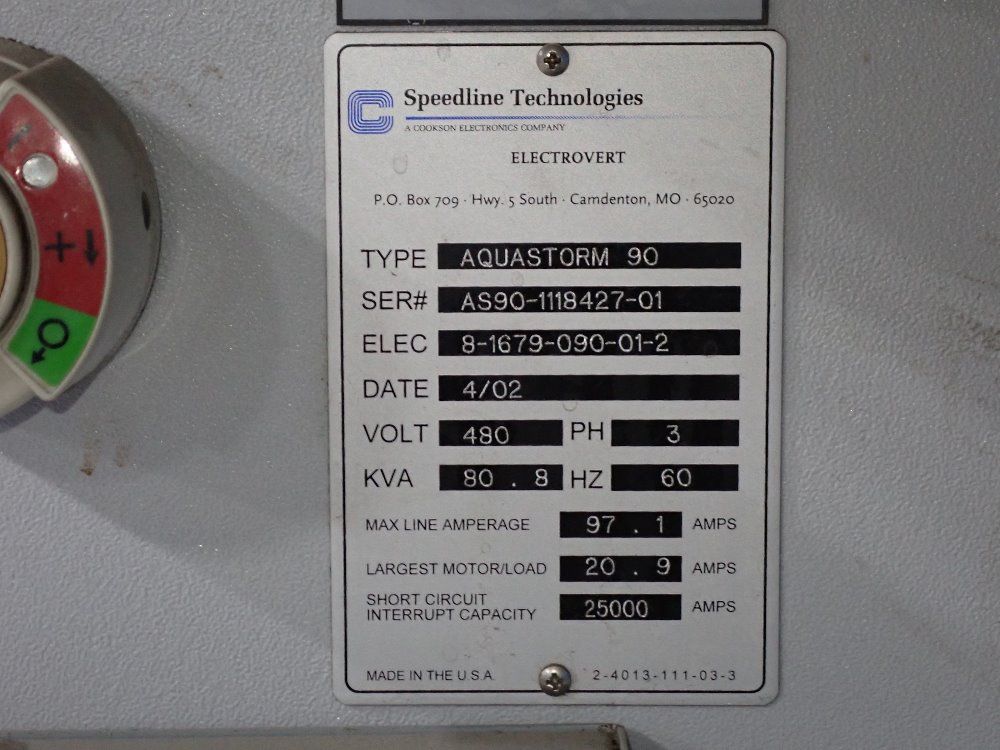 Speedline Technologies
A COOKSON ELECTRONICS COMPANY
ELECTROVERT
P.O. Box 709 · Hwy. 5 South · Camdenton, MO · 65020
TYPE AQUASTORM 90
SER# AS90-1118427-01
ELEC 8-1679-090-01-2
DATE 4/02
VOLT 480 PH 3
KVA 80.8 HZ 60
MAX LINE AMPERAGE 97.1 AMPS
LARGEST MOTOR/LOAD 20.9 AMPS
SHORT CIRCUIT
INTERRUPT CAPACITY 25000 AMPS
MADE IN THE U.S.A. 2-4013-111-03-3